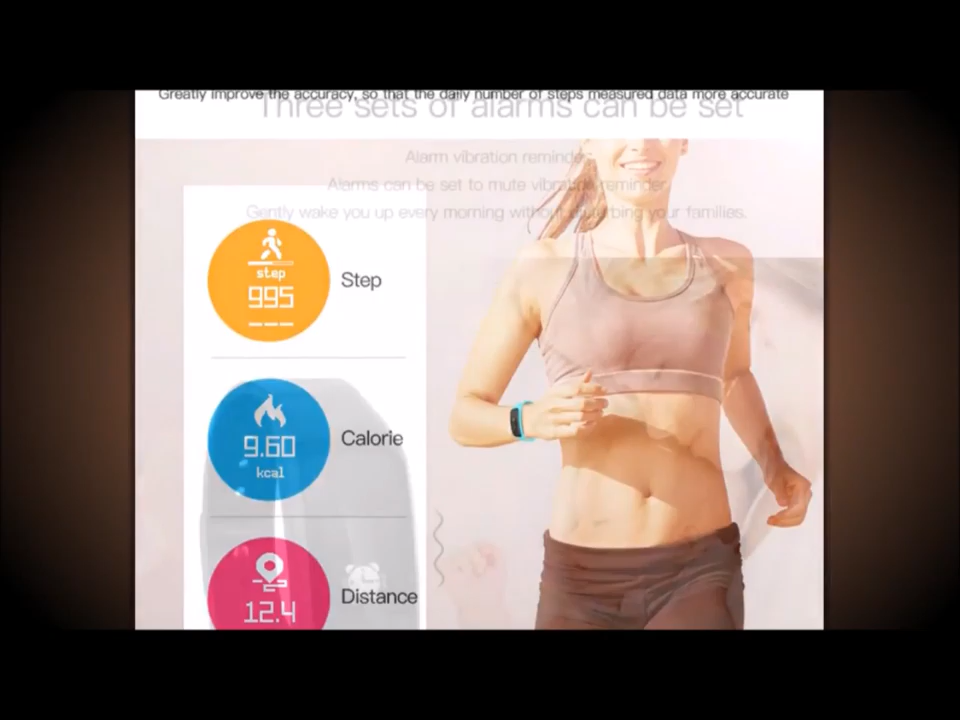 Greatly improve the accuracy, so that the daily number of steps measured data more accurate
Three sets of alarms can be set
Alarm vibration reminder
Alarms can be set to mute vibration reminder
Gently wake you up every morning without disturbing your families.
step
995
Step
9.60
kcal
Calorie
12.4
Distance